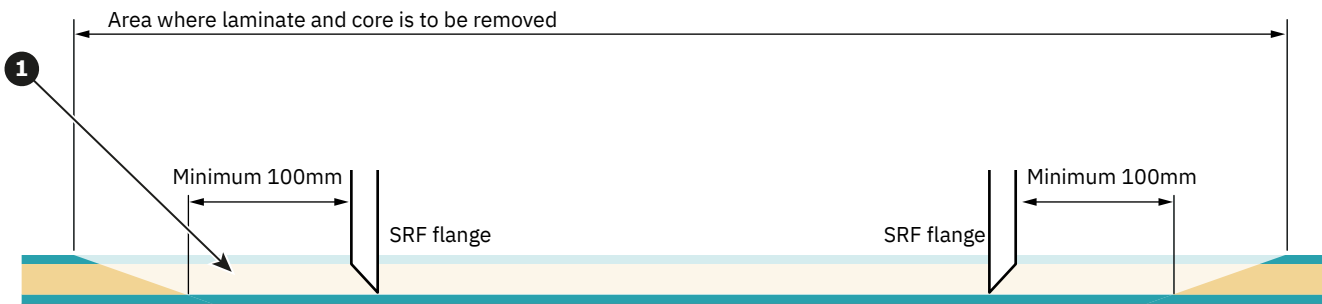 Area where laminate and core is to be removed
1
Minimum 100mm
Minimum 100mm
SRF flange
SRF flange